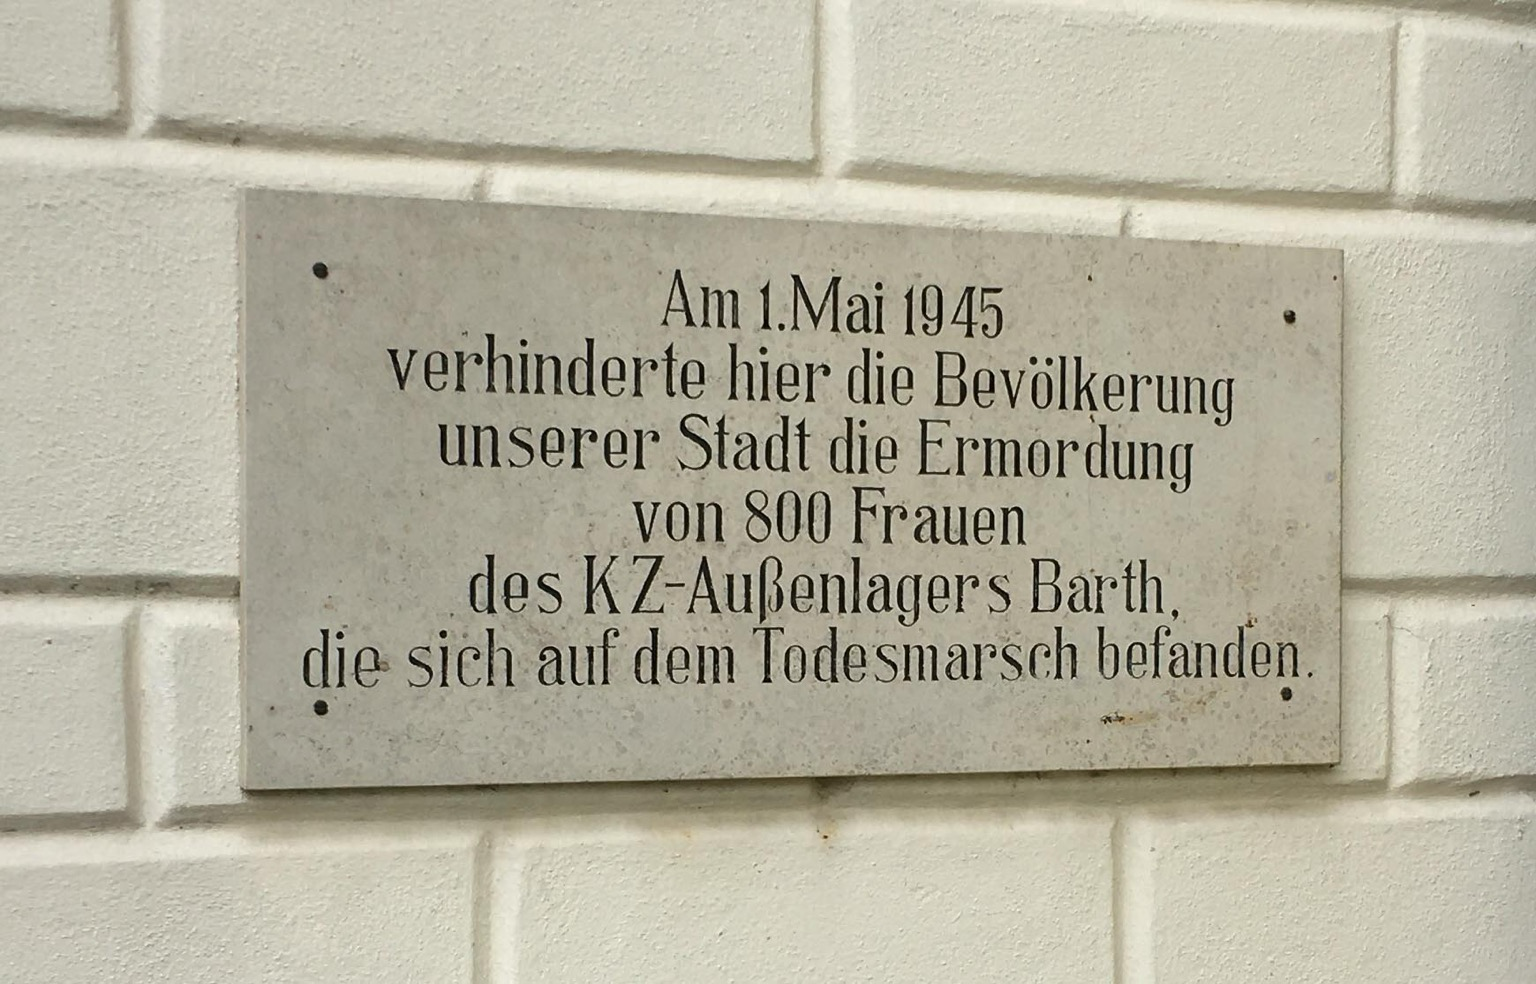 Am 1.Mai 1945
verhinderte hier die Bevölkerung
unserer Stadt die Ermordung
von 800 Frauen
des KZ-Außenlagers Barth,
die sich auf dem Todesmarsch befanden.